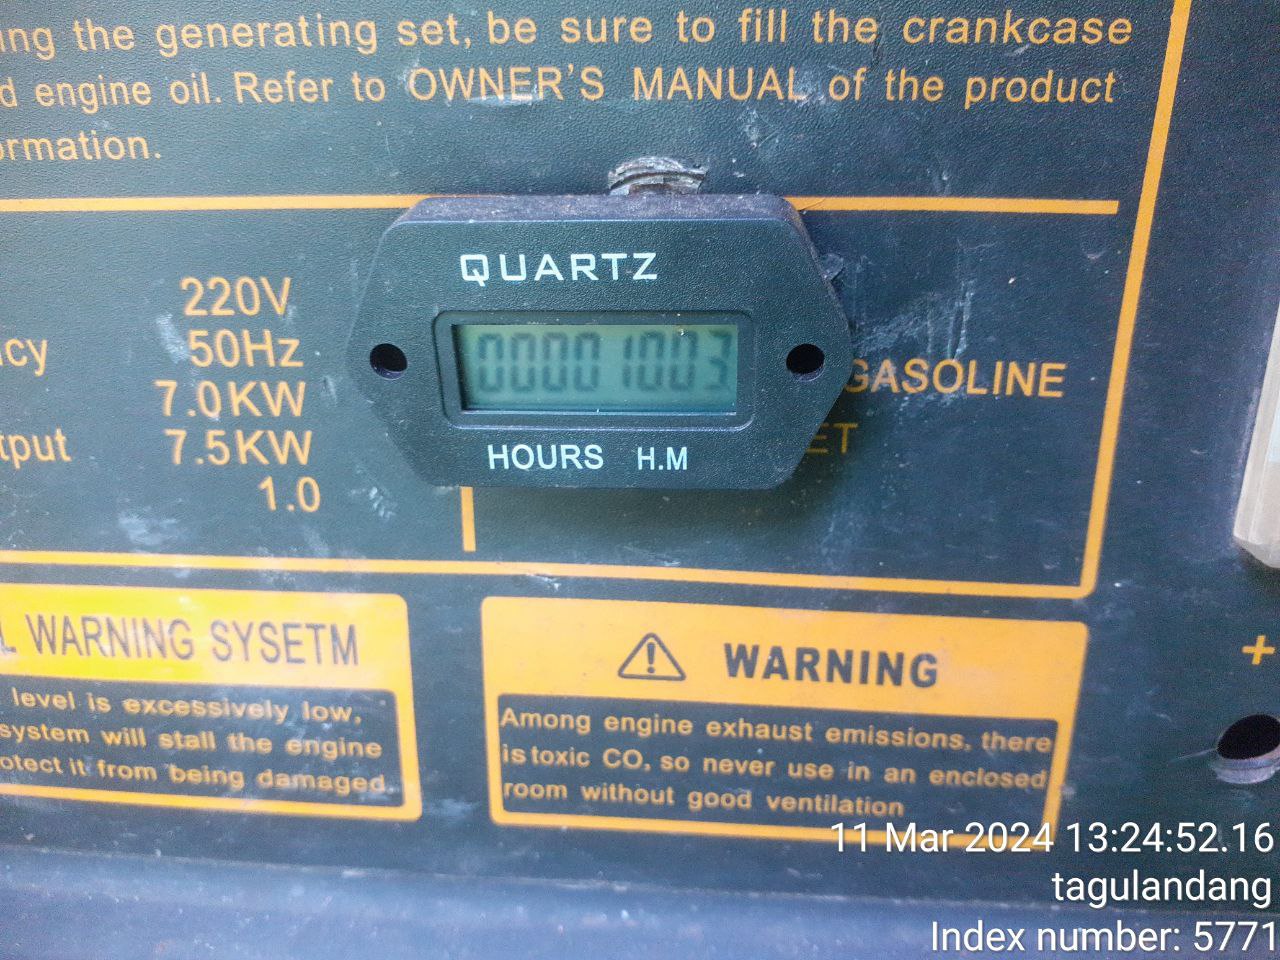 ing the generating set, be sure to fill the crankcase
d engine oil. Refer to OWNER'S MANUAL of the product
ormation.
QUARTZ
220V
cy 50Hz
7.0KW
tput 7.5KW
1.0
00001003
HOURS H.M
GASOLINE
ET
L WARNING SYSETM
level is excessively low,
system will stall the engine
otect it from being damaged.
WARNING
Among engine exhaust emissions, there
is toxic CO, so never use in an enclosed
room without good ventilation
+
11 Mar 2024 13:24:52.16
tagulandang
Index number: 5771